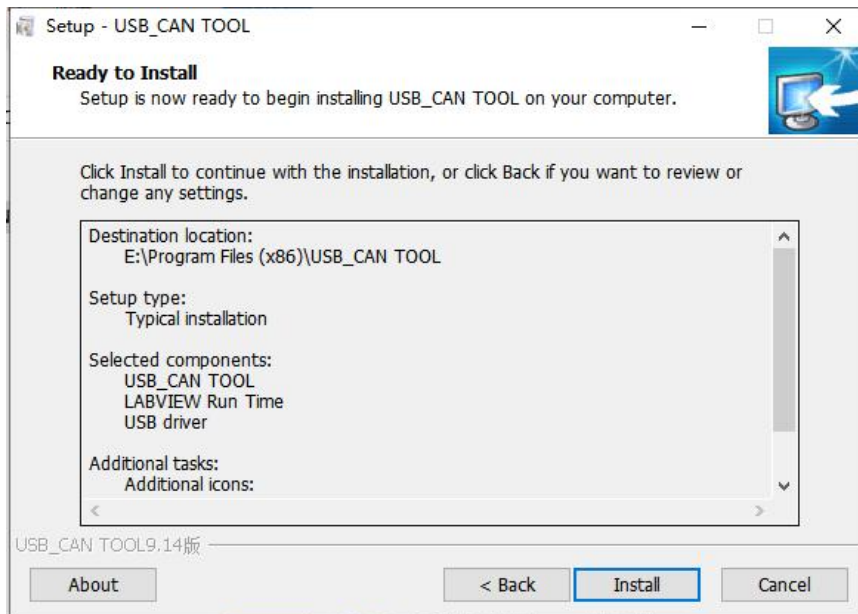 Setup - USB_CAN TOOL
Ready to Install
Setup is now ready to begin installing USB_CAN TOOL on your computer.
Click Install to continue with the installation, or click Back if you want to review or
change any settings.
Destination location:
E:\Program Files (x86)\USB_CAN TOOL
Setup type:
Typical installation
Selected components:
USB_CAN TOOL
LABVIEW Run Time
USB driver
Additional tasks:
Additional icons:
USB_CAN TOOL9.14版
About
< Back
Install
Cancel